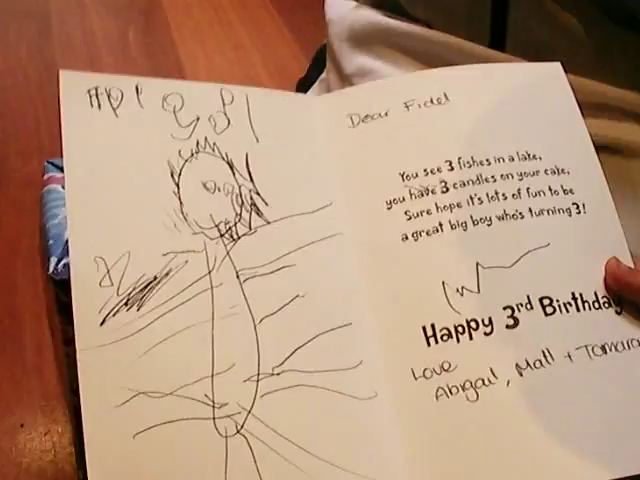 Dear Fidel
You see 3 fishes in a lake,
you have 3 candles on your cake,
Sure hope it's lots of fun to be
a great big boy who's turning 3!
Happy 3rd Birthday
Love
Abigail, Matt + Tamara